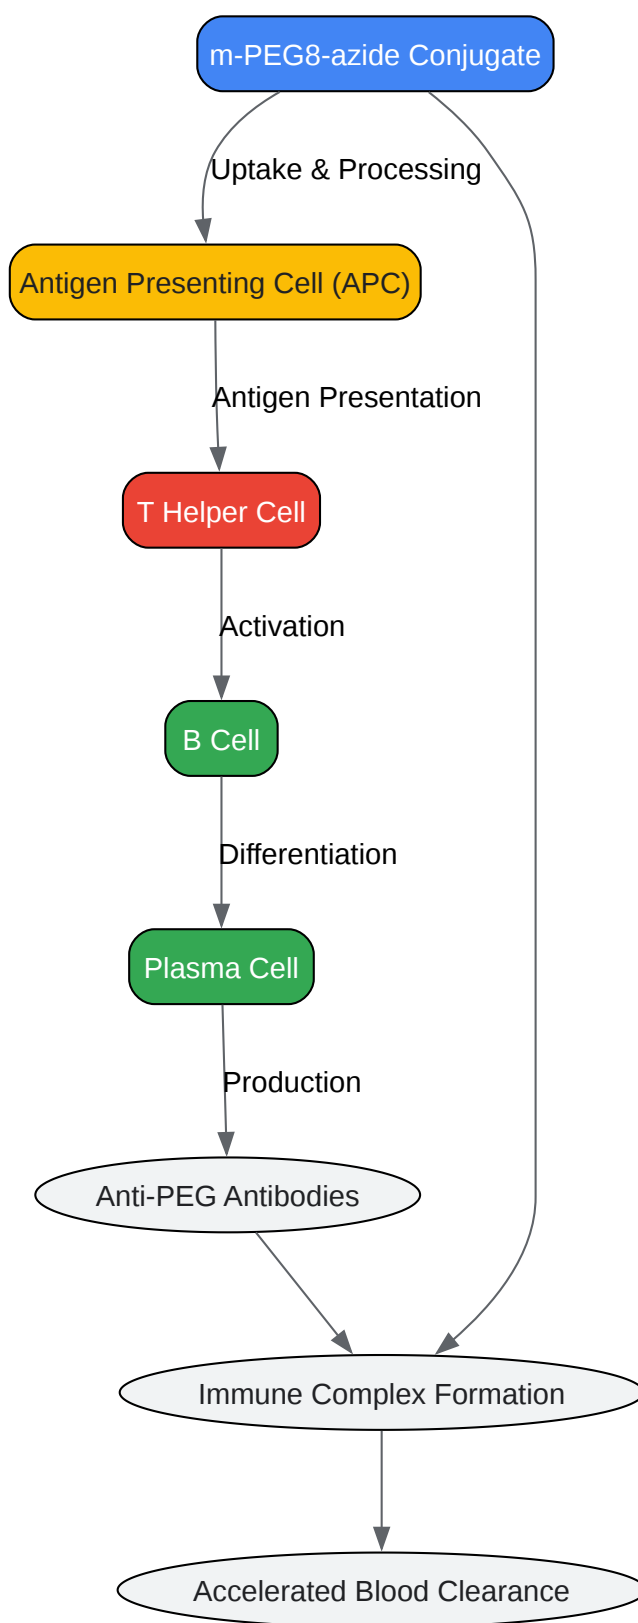 m-PEG8-azide Conjugate
Uptake & Processing
Antigen Presenting Cell (APC)
Antigen Presentation
T Helper Cell
Activation
B Cell
Differentiation
Plasma Cell
Production
Anti-PEG Antibodies
Immune Complex Formation
Accelerated Blood Clearance